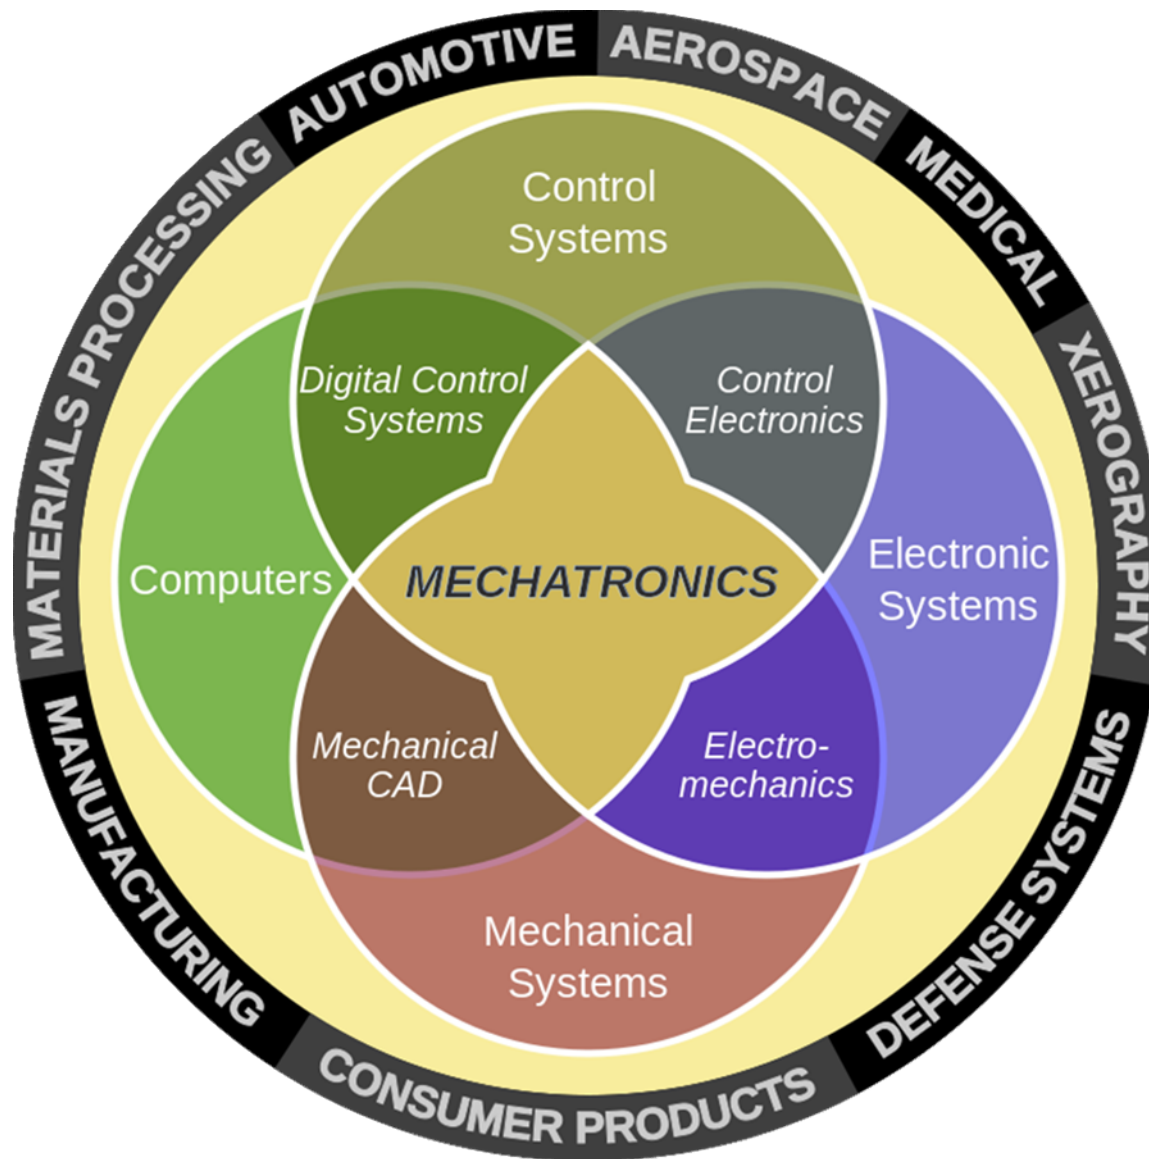 AUTOMOTIVE
AEROSPACE
MEDICAL
XEROGRAPHY
DEFENSE SYSTEMS
CONSUMER PRODUCTS
MANUFACTURING
MATERIALS PROCESSING
Control
Systems
Digital Control
Systems
Control
Electronics
Computers
MECHATRONICS
Electronic
Systems
Mechanical
CAD
Electro-
mechanics
Mechanical
Systems